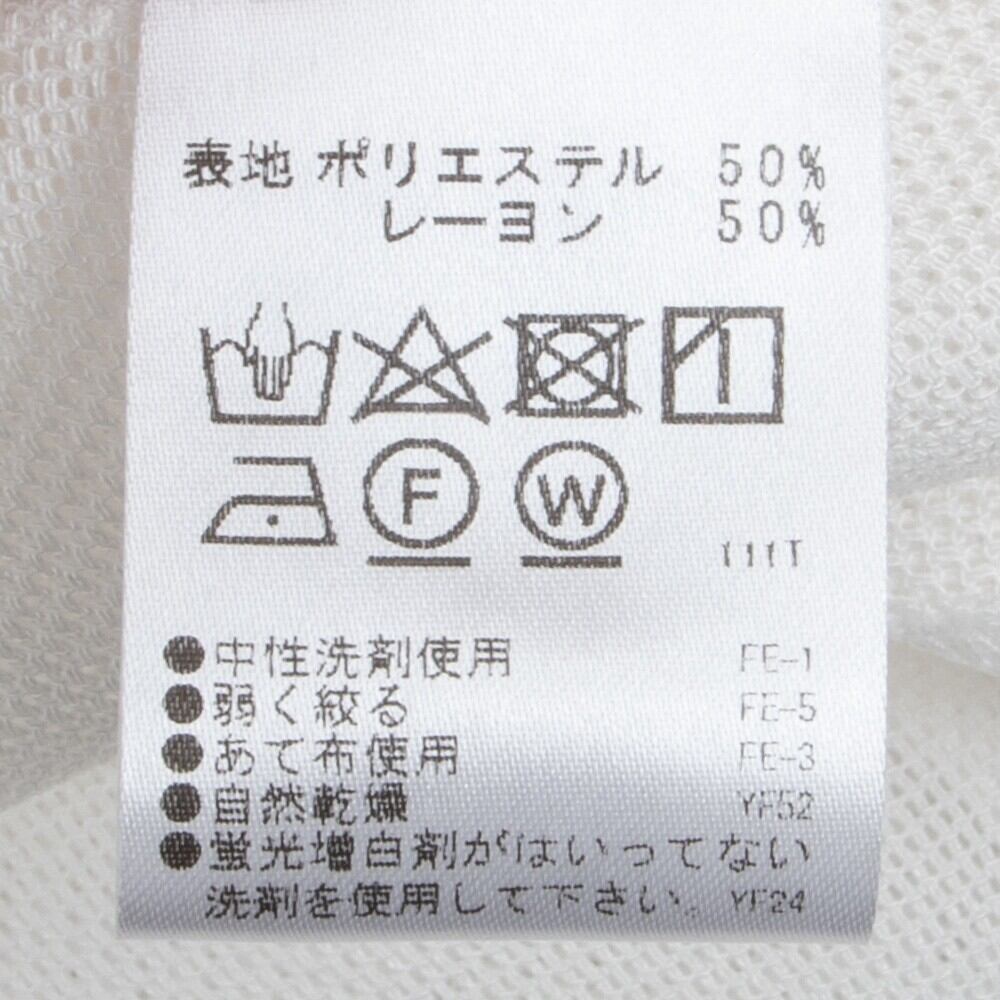 表地 ポリエステル 50%
レーヨン 50%
F W
●中性洗剤使用 FE-1
●弱く絞る FE-5
●あて布使用 FE-3
●自然乾燥 YF52
●蛍光増白剤がはいってない
洗剤を使用して下さい。YF24